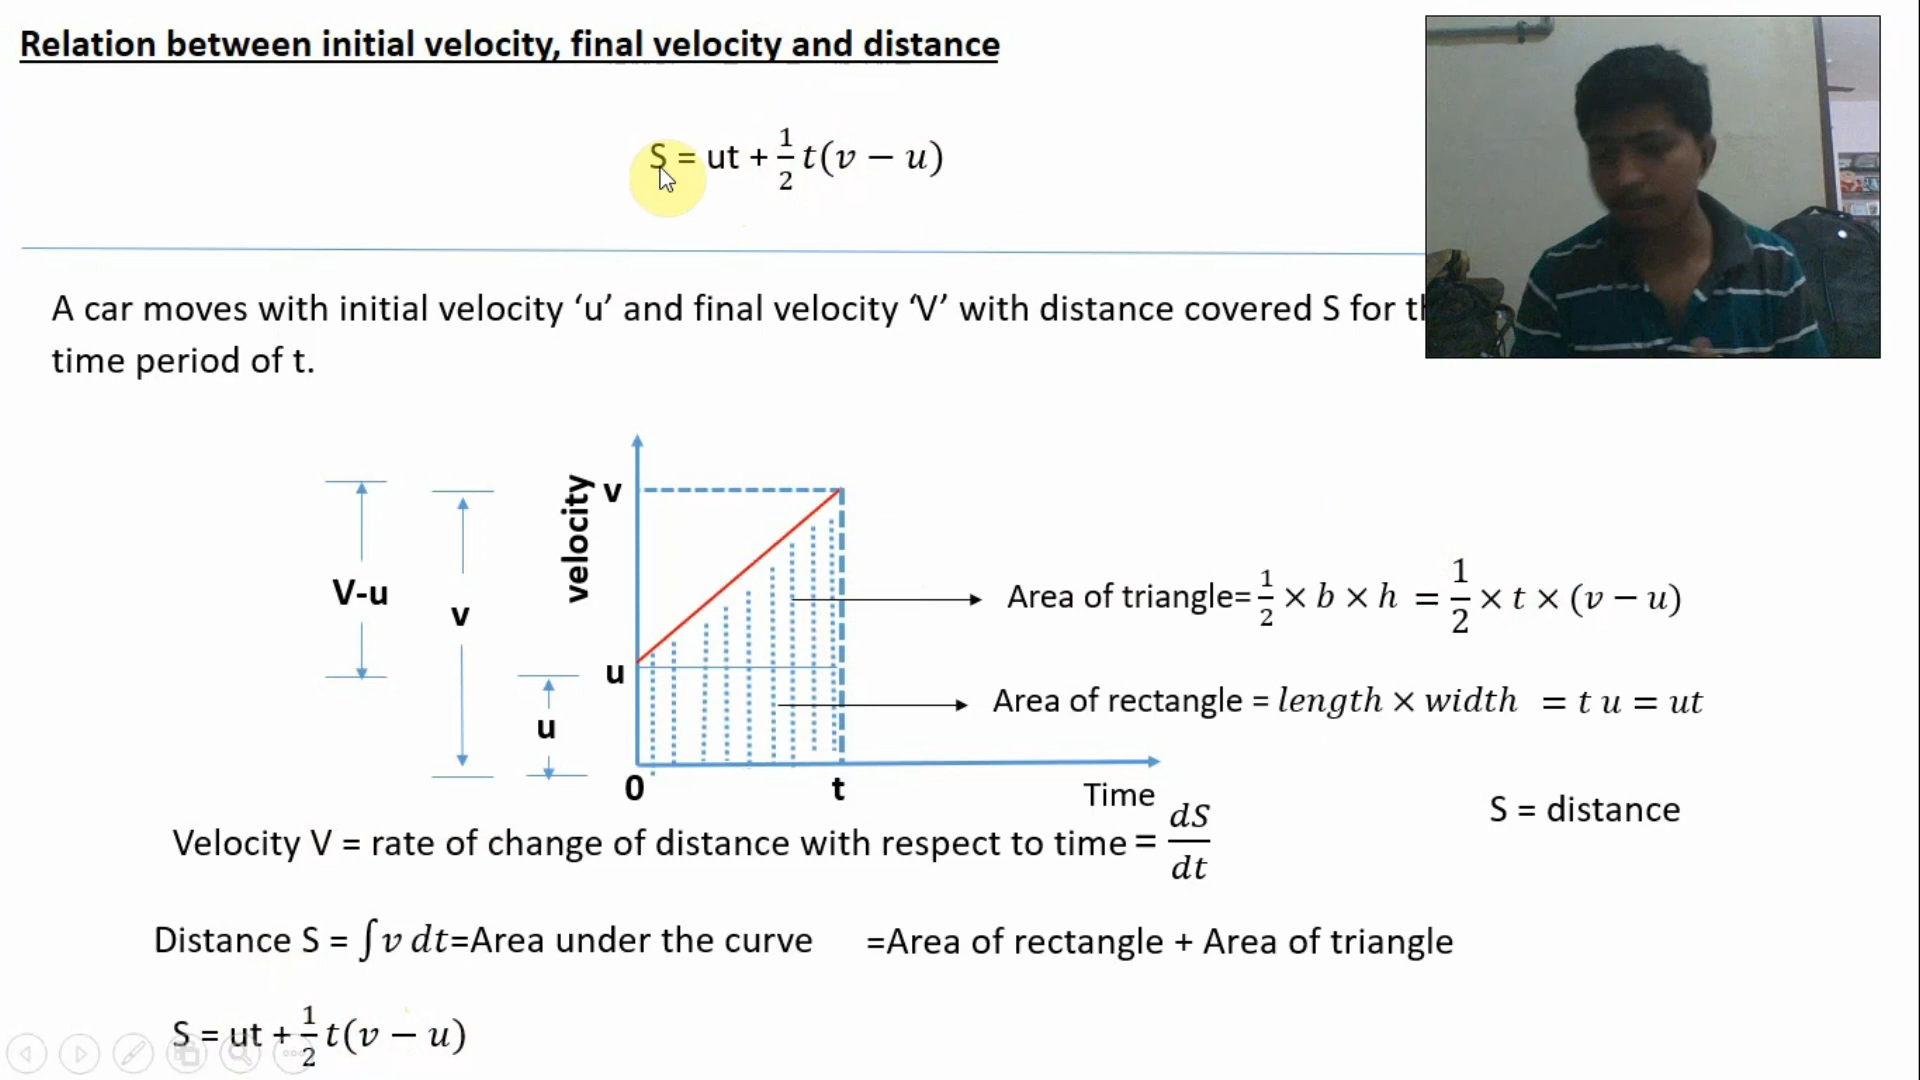 Relation between initial velocity, final velocity and distance
S = ut + 1/2 t(v − u)
A car moves with initial velocity ‘u’ and final velocity ‘V’ with distance covered S for
time period of t.
velocity
v
V-u
v
u
u
0
t
Time
Area of triangle= 1/2 × b × h = 1/2 × t × (v − u)
Area of rectangle = length × width = t u = ut
S = distance
Velocity V = rate of change of distance with respect to time = dS/dt
Distance S = ∫v dt=Area under the curve =Area of rectangle + Area of triangle
S = ut + 1/2 t(v − u)